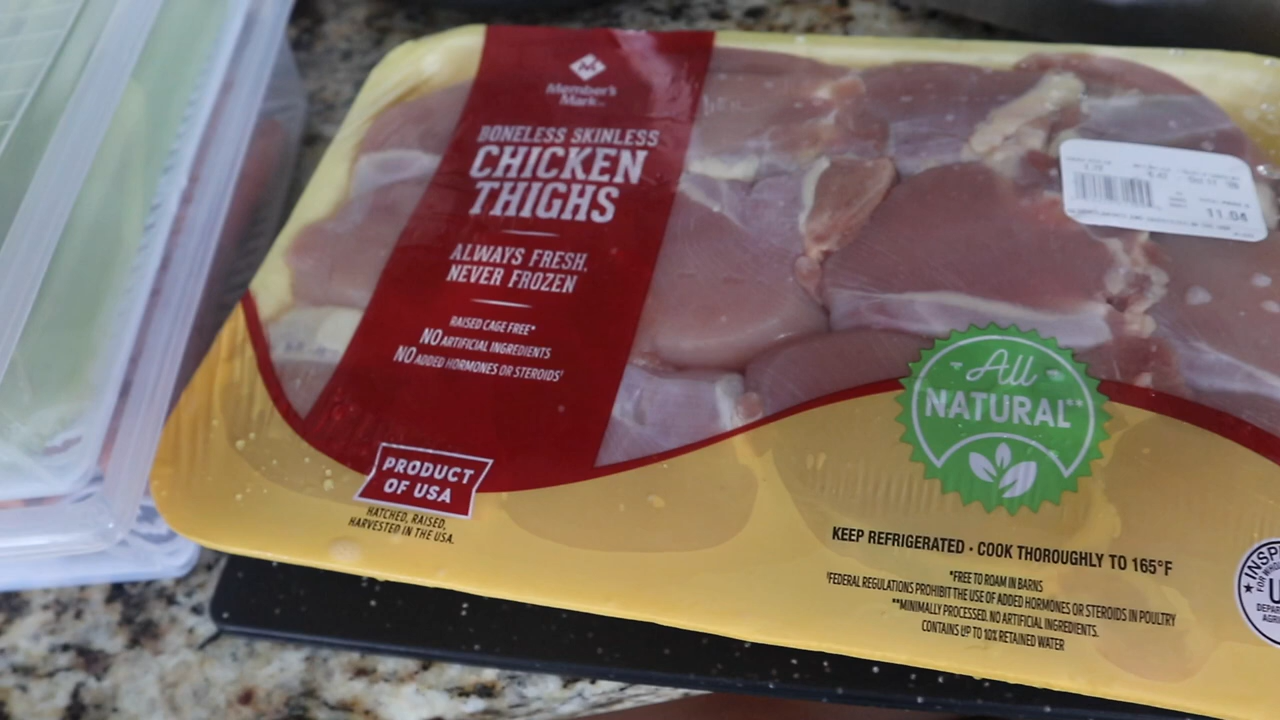 Member's
Mark
BONELESS SKINLESS
CHICKEN
THIGHS
ALWAYS FRESH,
NEVER FROZEN
RAISED CAGE FREE*
NO ARTIFICIAL INGREDIENTS
NO ADDED HORMONES OR STEROIDS†
PRODUCT
OF USA
HATCHED, RAISED,
HARVESTED IN THE USA.
11.04
All
NATURAL**
KEEP REFRIGERATED · COOK THOROUGHLY TO 165°F
*FREE TO ROAM IN BARNS
†FEDERAL REGULATIONS PROHIBIT THE USE OF ADDED HORMONES OR STEROIDS IN POULTRY
**MINIMALLY PROCESSED. NO ARTIFICIAL INGREDIENTS.
CONTAINS UP TO 10% RETAINED WATER